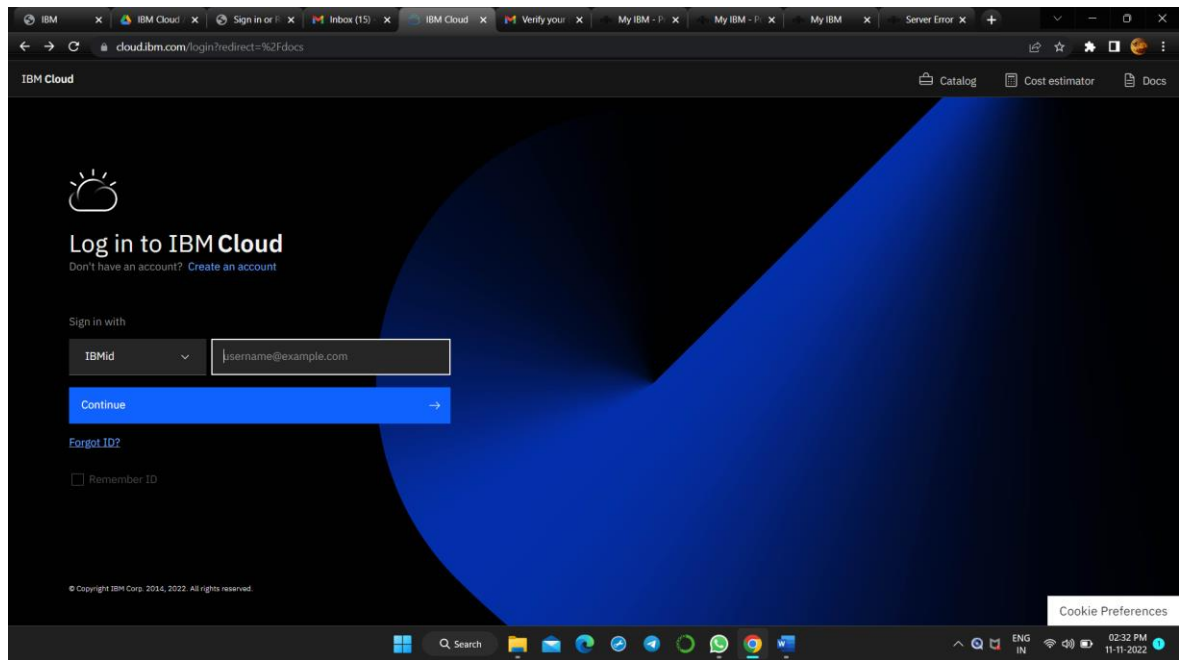 IBM
IBM Cloud
Sign in or R
Inbox (15) -
IBM Cloud
Verify your
My IBM - Pr
My IBM - Pr
My IBM
Server Error
cloud.ibm.com/login?redirect=%2Fdocs
IBM Cloud
Catalog
Cost estimator
Docs
Log in to IBM Cloud
Don't have an account? Create an account
Sign in with
IBMid
username@example.com
Continue
Forgot ID?
Remember ID
© Copyright IBM Corp. 2014, 2022. All rights reserved.
Cookie Preferences
Search
ENG
IN
02:32 PM
11-11-2022
1